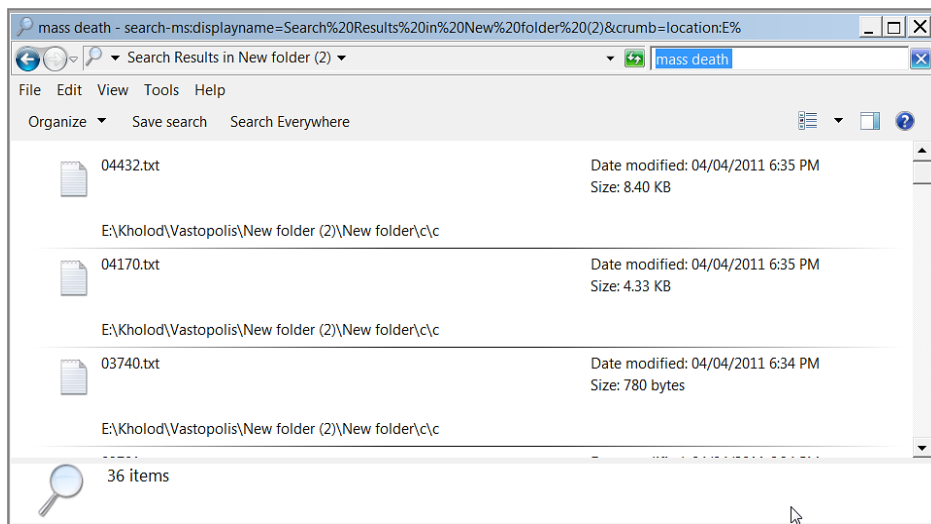 mass death - search-ms:displayname=Search%20Results%20in%20New%20folder%20(2)&crumb=location:E%
Search Results in New folder (2)
mass death
File Edit View Tools Help
Organize Save search Search Everywhere
04432.txt Date modified: 04/04/2011 6:35 PM
Size: 8.40 KB
E:\Kholod\Vastopolis\New folder (2)\New folder\c\c
04170.txt Date modified: 04/04/2011 6:35 PM
Size: 4.33 KB
E:\Kholod\Vastopolis\New folder (2)\New folder\c\c
03740.txt Date modified: 04/04/2011 6:34 PM
Size: 780 bytes
E:\Kholod\Vastopolis\New folder (2)\New folder\c\c
36 items